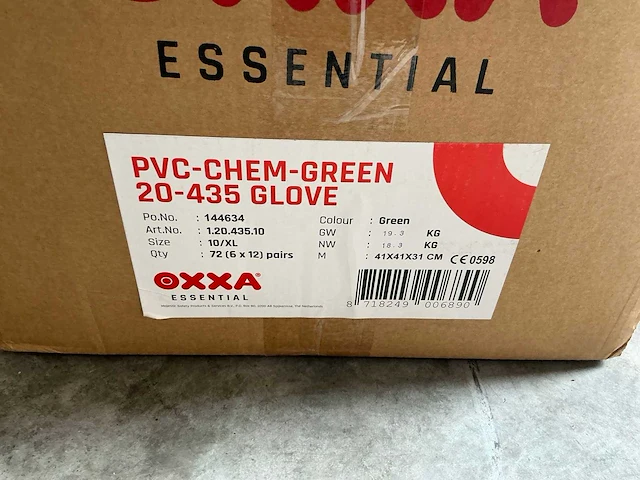 ESSENTIAL
PVC-CHEM-GREEN
20-435 GLOVE
Po.No. : 144634
Art.No. : 1.20.435.10
Size : 10/XL
Qty : 72 (6 x 12) pairs
Colour : Green
GW : 19.3 KG
NW : 18.3 KG
M : 41X41X31 CM CE 0598
OXXA®
ESSENTIAL
8 718249 006890